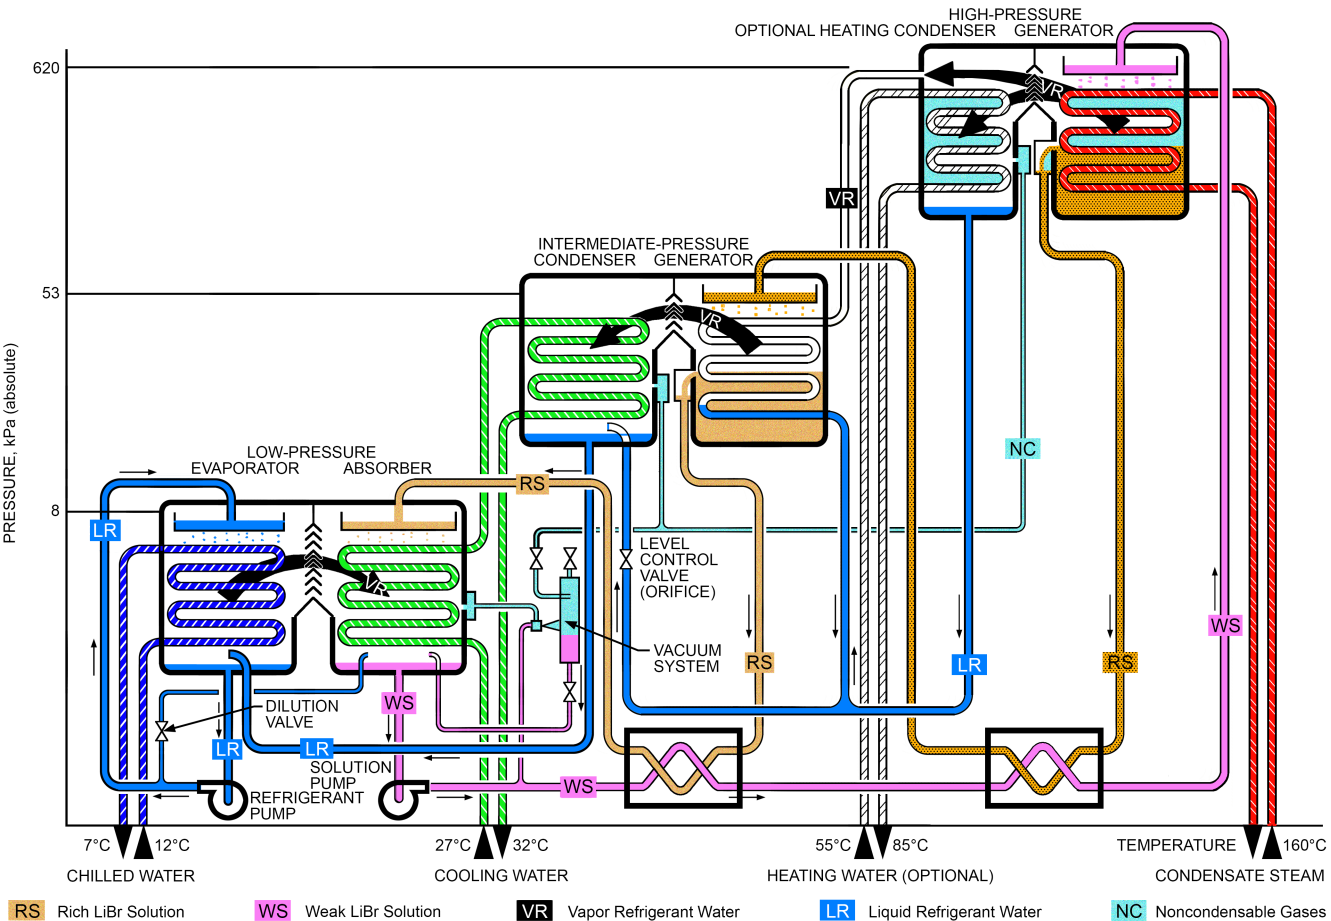 HIGH-PRESSURE
OPTIONAL HEATING CONDENSER GENERATOR
620
VR
VR
INTERMEDIATE-PRESSURE
CONDENSER GENERATOR
53
VR
PRESSURE, kPa (absolute)
NC
LOW-PRESSURE
EVAPORATOR ABSORBER
RS
8
LR
LEVEL
CONTROL
VALVE
(ORIFICE)
VR
WS
VACUUM
SYSTEM
RS
LR
RS
WS
DILUTION
VALVE
LR
LR
SOLUTION
PUMP
REFRIGERANT
PUMP
WS
7°C
12°C
27°C
32°C
55°C
85°C
TEMPERATURE
160°C
CHILLED WATER
COOLING WATER
HEATING WATER (OPTIONAL)
CONDENSATE STEAM
RS Rich LiBr Solution
WS Weak LiBr Solution
VR Vapor Refrigerant Water
LR Liquid Refrigerant Water
NC Noncondensable Gases